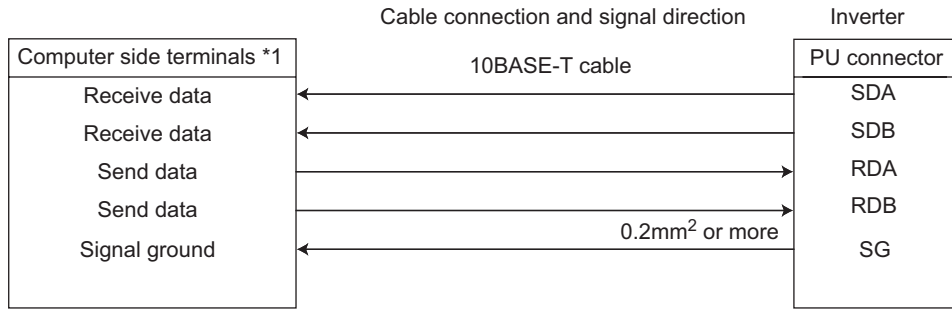 Cable connection and signal direction Inverter
Computer side terminals *1 10BASE-T cable PU connector
Receive data SDA
Receive data SDB
Send data RDA
Send data RDB
0.2mm² or more
Signal ground SG